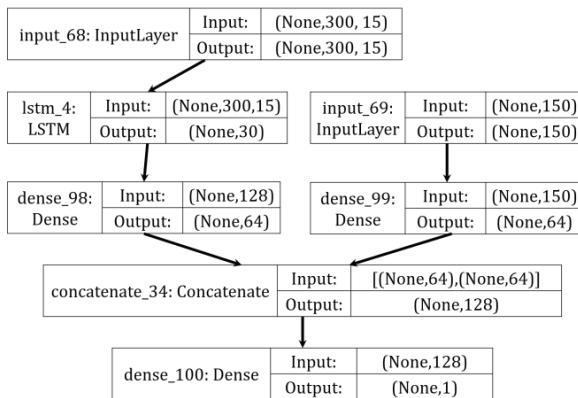 input_68: InputLayer
Input: (None,300, 15)
Output: (None,300, 15)
lstm_4:
LSTM
Input: (None,300,15)
Output: (None,30)
input_69:
InputLayer
Input: (None,150)
Output: (None,150)
dense_98:
Dense
Input: (None,128)
Output: (None,64)
dense_99:
Dense
Input: (None,150)
Output: (None,64)
concatenate_34: Concatenate
Input: [(None,64),(None,64)]
Output: (None,128)
dense_100: Dense
Input: (None,128)
Output: (None,1)